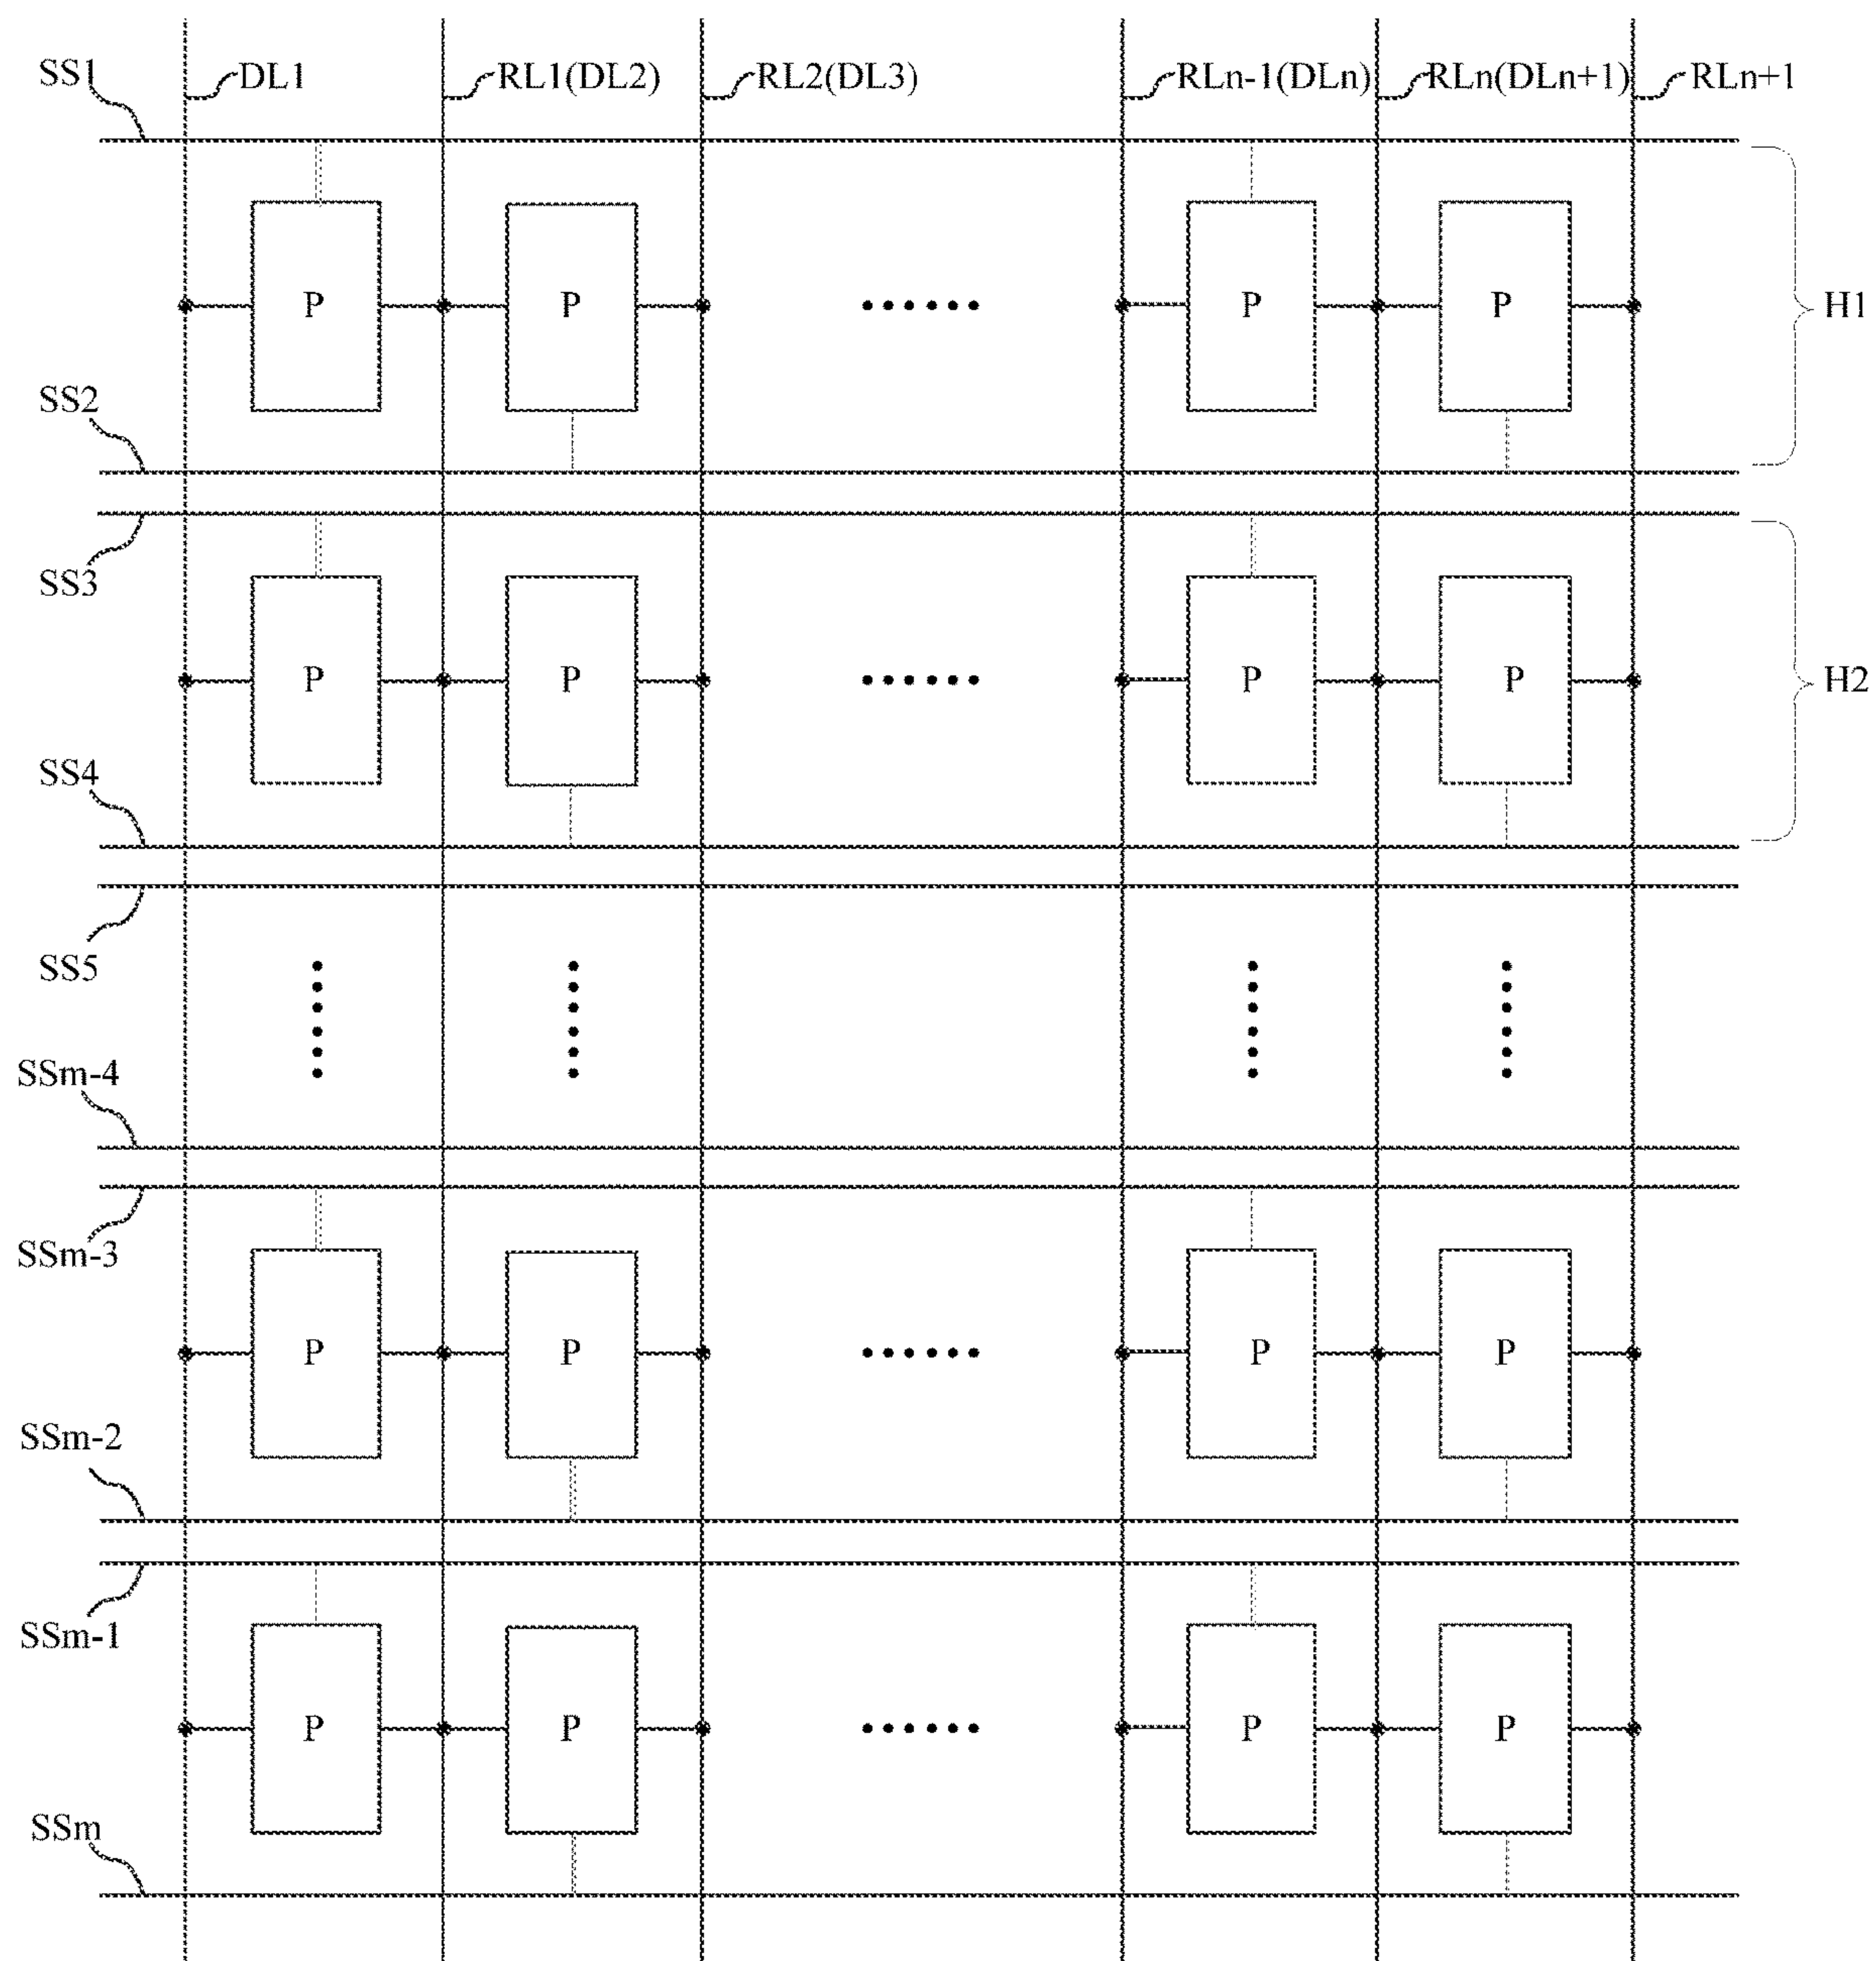 SS1
DL1
RL1(DL2)
RL2(DL3)
RLn-1(DLn)
RLn(DLn+1)
RLn+1
P
P
P
P
H1
SS2
SS3
P
P
P
P
H2
SS4
SS5
SSm-4
SSm-3
P
P
P
P
SSm-2
SSm-1
P
P
P
P
SSm